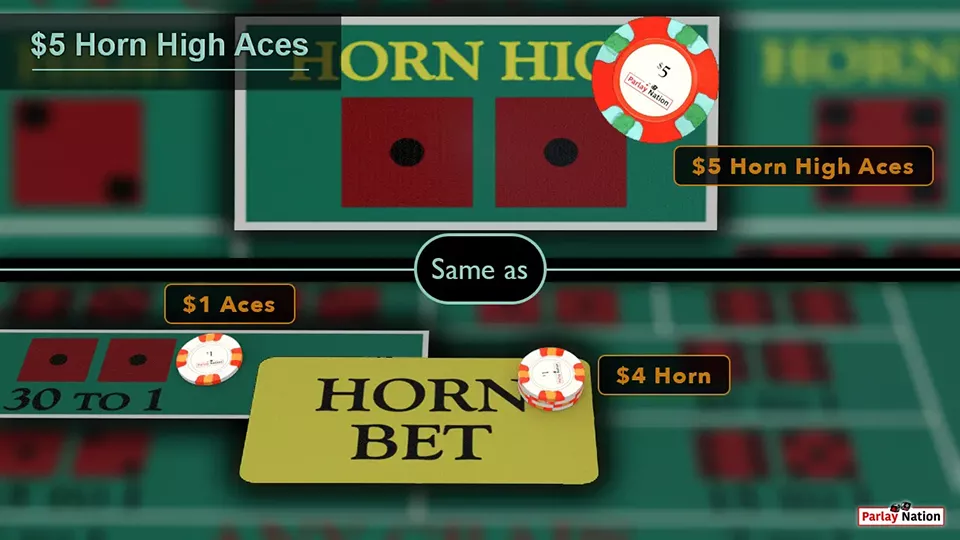 $5 Horn High Aces
HORN HIG
$5
Parlay Nation
$5 Horn High Aces
Same as
$1 Aces
30 TO 1
$4 Horn
HORN
BET
Parlay Nation